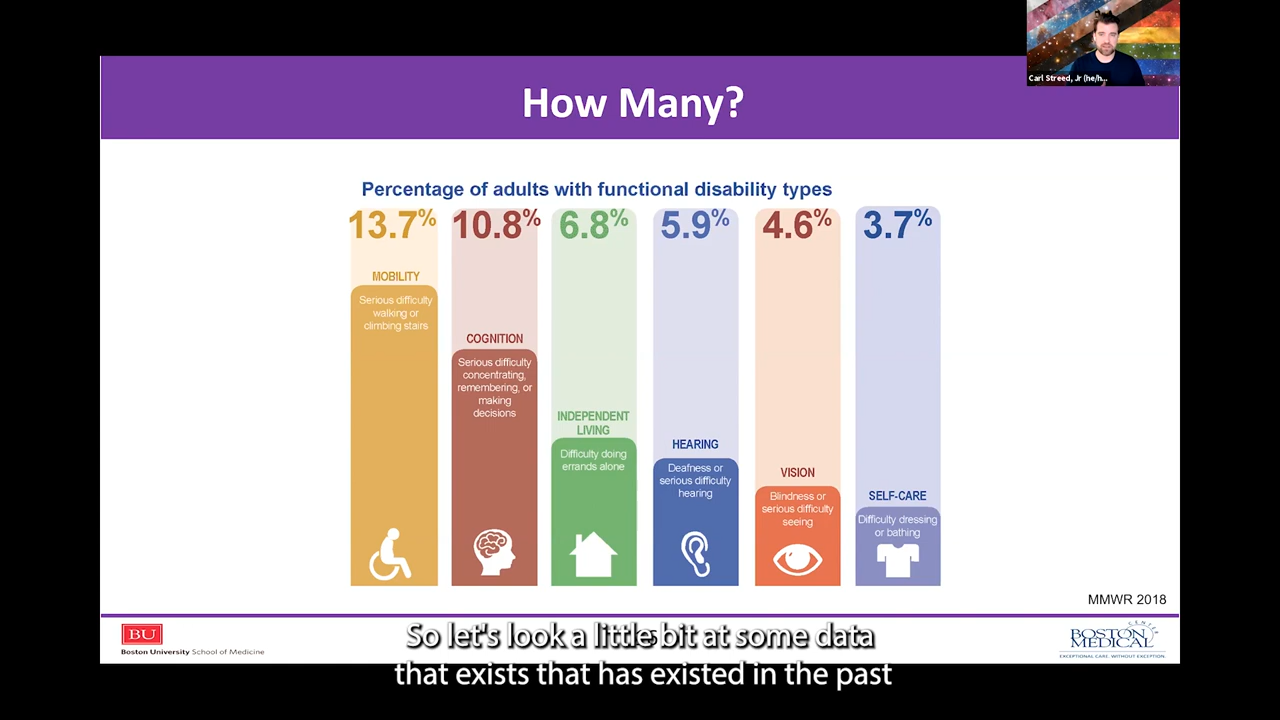 Carl Streed, Jr (he/h...
How Many?
Percentage of adults with functional disability types
13.7%
MOBILITY
Serious difficulty
walking or
climbing stairs
10.8%
COGNITION
Serious difficulty
concentrating,
remembering, or
making
decisions
6.8%
INDEPENDENT
LIVING
Difficulty doing
errands alone
5.9%
HEARING
Deafness or
serious difficulty
hearing
4.6%
VISION
Blindness or
serious difficulty
seeing
3.7%
SELF-CARE
Difficulty dressing
or bathing
MMWR 2018
BU
Boston University School of Medicine
BOSTON
MEDICAL
CENTER
EXCEPTIONAL CARE. WITHOUT EXCEPTION.
So let's look a little bit at some data
that exists that has existed in the past